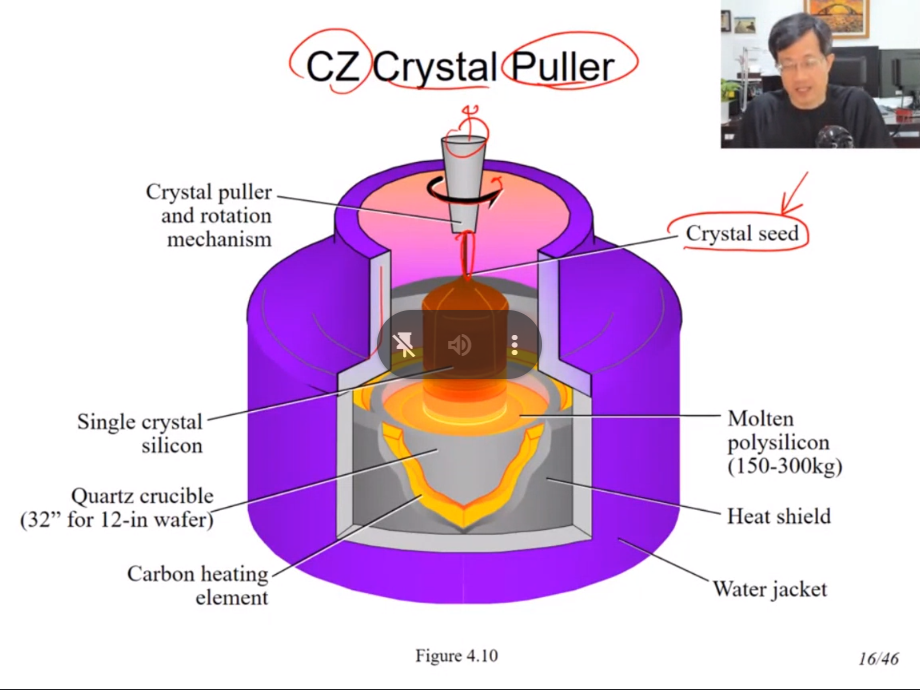 CZ Crystal Puller
Crystal puller
and rotation
mechanism
Crystal seed
Single crystal
silicon
Molten
polysilicon
(150-300kg)
Quartz crucible
(32” for 12-in wafer)
Heat shield
Carbon heating
element
Water jacket
Figure 4.10
16/46